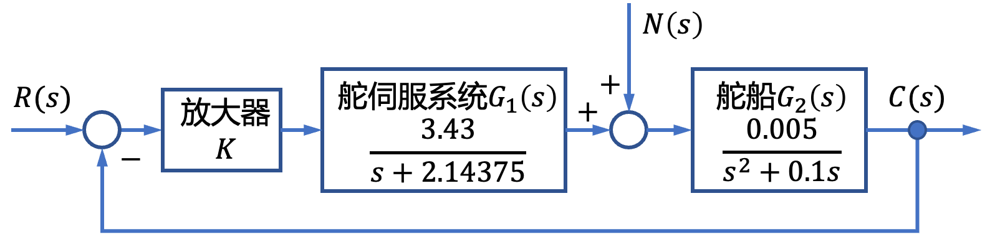 N(s)
R(s)
放大器
K
舵伺服系统G₁(s)
3.43
s + 2.14375
+
+
舵船G₂(s)
0.005
s² + 0.1s
C(s)
−